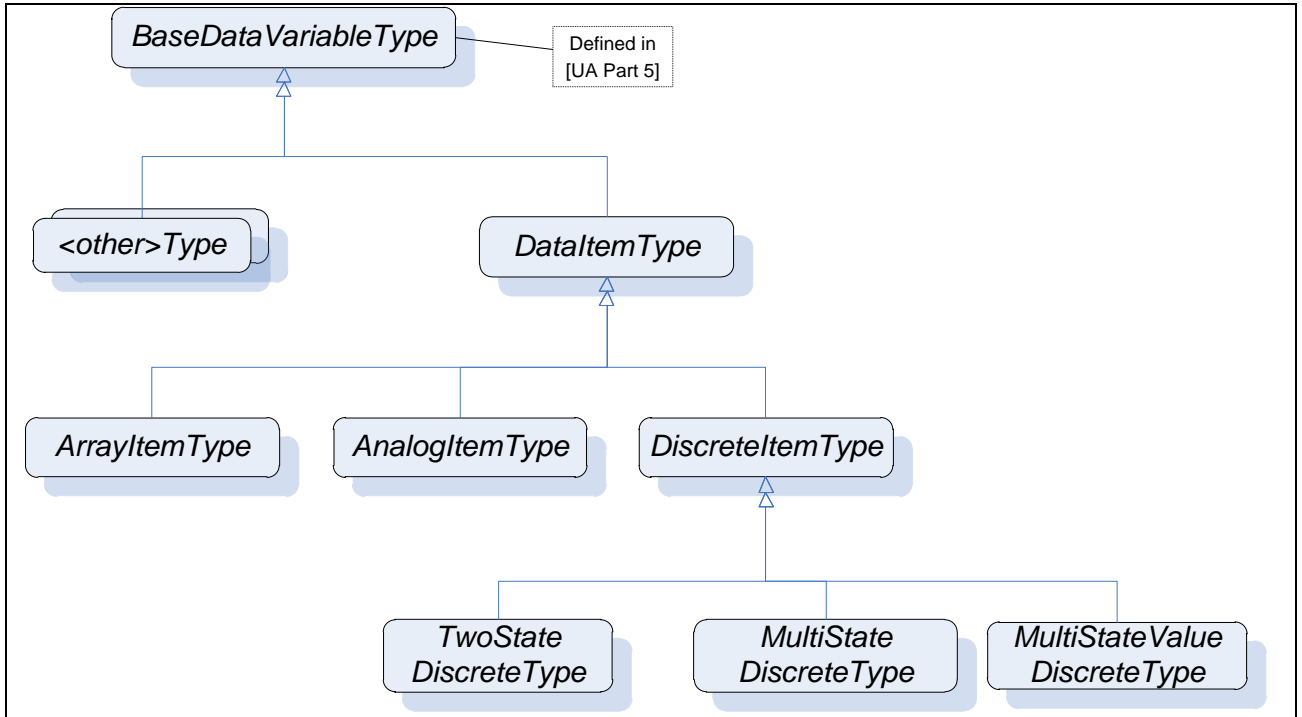 BaseDataVariableType
Defined in
[UA Part 5]
<other>Type
DataItemType
ArrayItemType
AnalogItemType
DiscreteItemType
TwoState
DiscreteType
MultiState
DiscreteType
MultiStateValue
DiscreteType